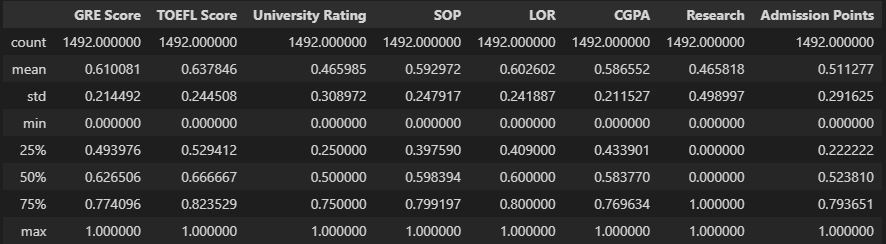 GRE Score TOEFL Score University Rating SOP LOR CGPA Research Admission Points
count 1492.000000 1492.000000 1492.000000 1492.000000 1492.000000 1492.000000 1492.000000 1492.000000
mean 0.610081 0.637846 0.465985 0.592972 0.602602 0.586552 0.465818 0.511277
std 0.214492 0.244508 0.308972 0.247917 0.241887 0.211527 0.498997 0.291625
min 0.000000 0.000000 0.000000 0.000000 0.000000 0.000000 0.000000 0.000000
25% 0.493976 0.529412 0.250000 0.397590 0.409000 0.433901 0.000000 0.222222
50% 0.626506 0.666667 0.500000 0.598394 0.600000 0.583770 0.000000 0.523810
75% 0.774096 0.823529 0.750000 0.799197 0.800000 0.769634 1.000000 0.793651
max 1.000000 1.000000 1.000000 1.000000 1.000000 1.000000 1.000000 1.000000